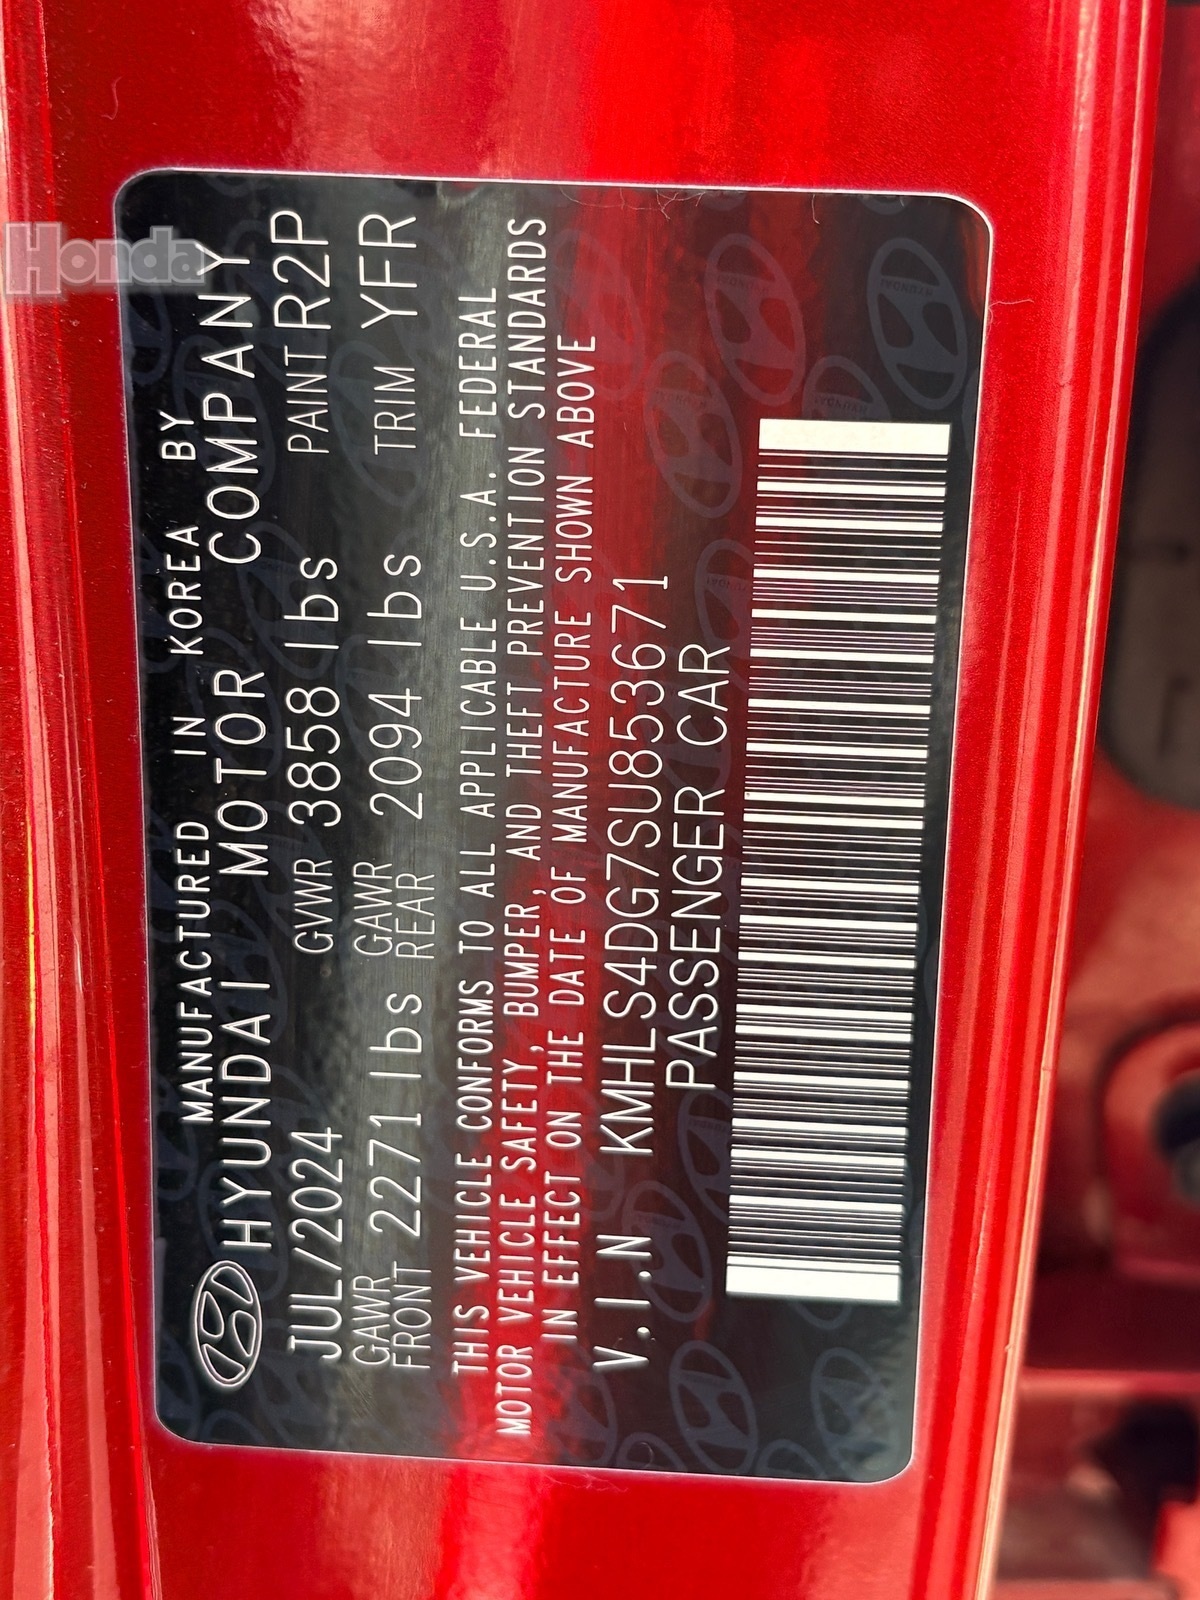 Honda
MANUFACTURED IN KOREA BY
HYUNDAI MOTOR COMPANY
JUL/2024 GVWR 3858 lbs PAINT R2P
GAWR FRONT 2271 lbs GAWR REAR 2094 lbs TRIM YFR
THIS VEHICLE CONFORMS TO ALL APPLICABLE U.S.A. FEDERAL
MOTOR VEHICLE SAFETY, BUMPER, AND THEFT PREVENTION STANDARDS
IN EFFECT ON THE DATE OF MANUFACTURE SHOWN ABOVE
V.I.N KMHLS4DG7SU853671
PASSENGER CAR